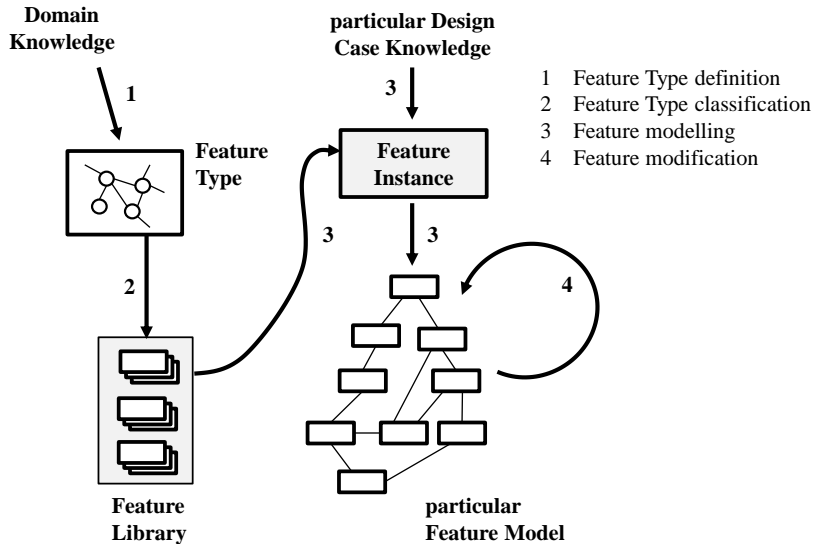 Domain
Knowledge
particular Design
Case Knowledge
1
3
1 Feature Type definition
2 Feature Type classification
3 Feature modelling
4 Feature modification
Feature
Type
Feature
Instance
3
3
2
4
Feature
Library
particular
Feature Model